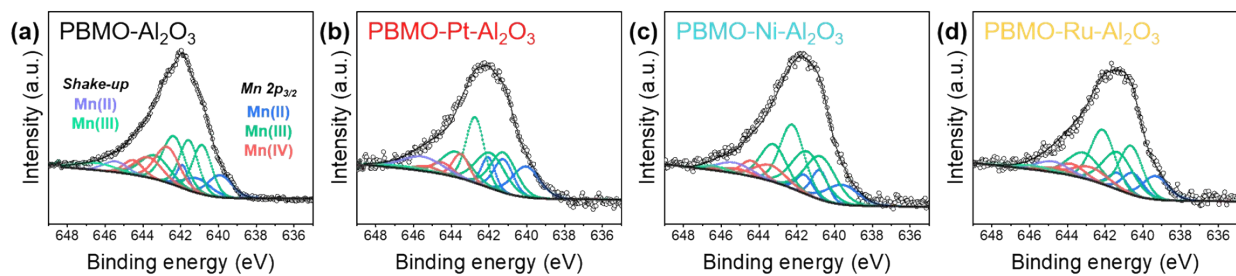 (a) PBMO-Al₂O₃
Shake-up
Mn(II)
Mn(III)
Mn 2p₃/₂
Mn(II)
Mn(III)
Mn(IV)
Intensity (a.u.)
648 646 644 642 640 638 636
Binding energy (eV)
(b) PBMO-Pt-Al₂O₃
Intensity (a.u.)
648 646 644 642 640 638 636
Binding energy (eV)
(c) PBMO-Ni-Al₂O₃
Intensity (a.u.)
648 646 644 642 640 638 636
Binding energy (eV)
(d) PBMO-Ru-Al₂O₃
Intensity (a.u.)
648 646 644 642 640 638 636
Binding energy (eV)